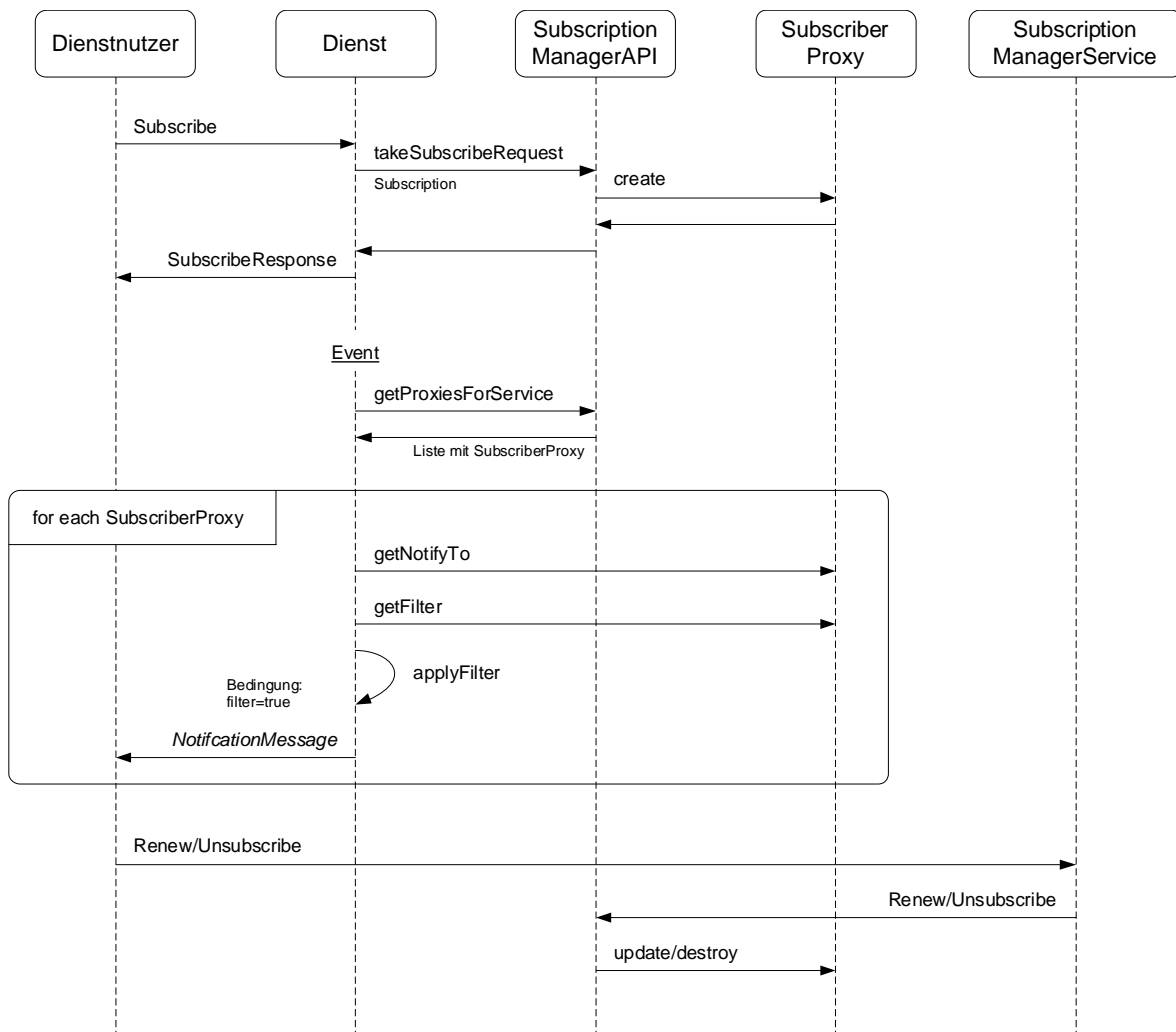 Dienstnutzer
Dienst
Subscription
ManagerAPI
Subscriber
Proxy
Subscription
ManagerService
Subscribe
takeSubscribeRequest
Subscription
create
SubscribeResponse
Event
getProxiesForService
Liste mit SubscriberProxy
for each SubscriberProxy
getNotifyTo
getFilter
applyFilter
Bedingung:
filter=true
NotifcationMessage
Renew/Unsubscribe
Renew/Unsubscribe
update/destroy